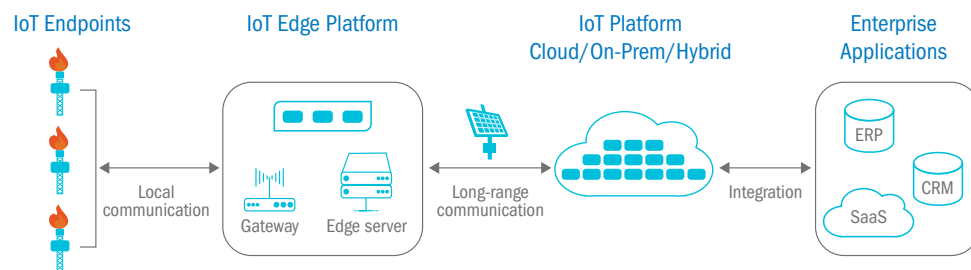 IoT Endpoints
IoT Edge Platform
IoT Platform
Cloud/On-Prem/Hybrid
Enterprise
Applications
Local
communication
Gateway
Edge server
Long-range
communication
Integration
ERP
CRM
SaaS